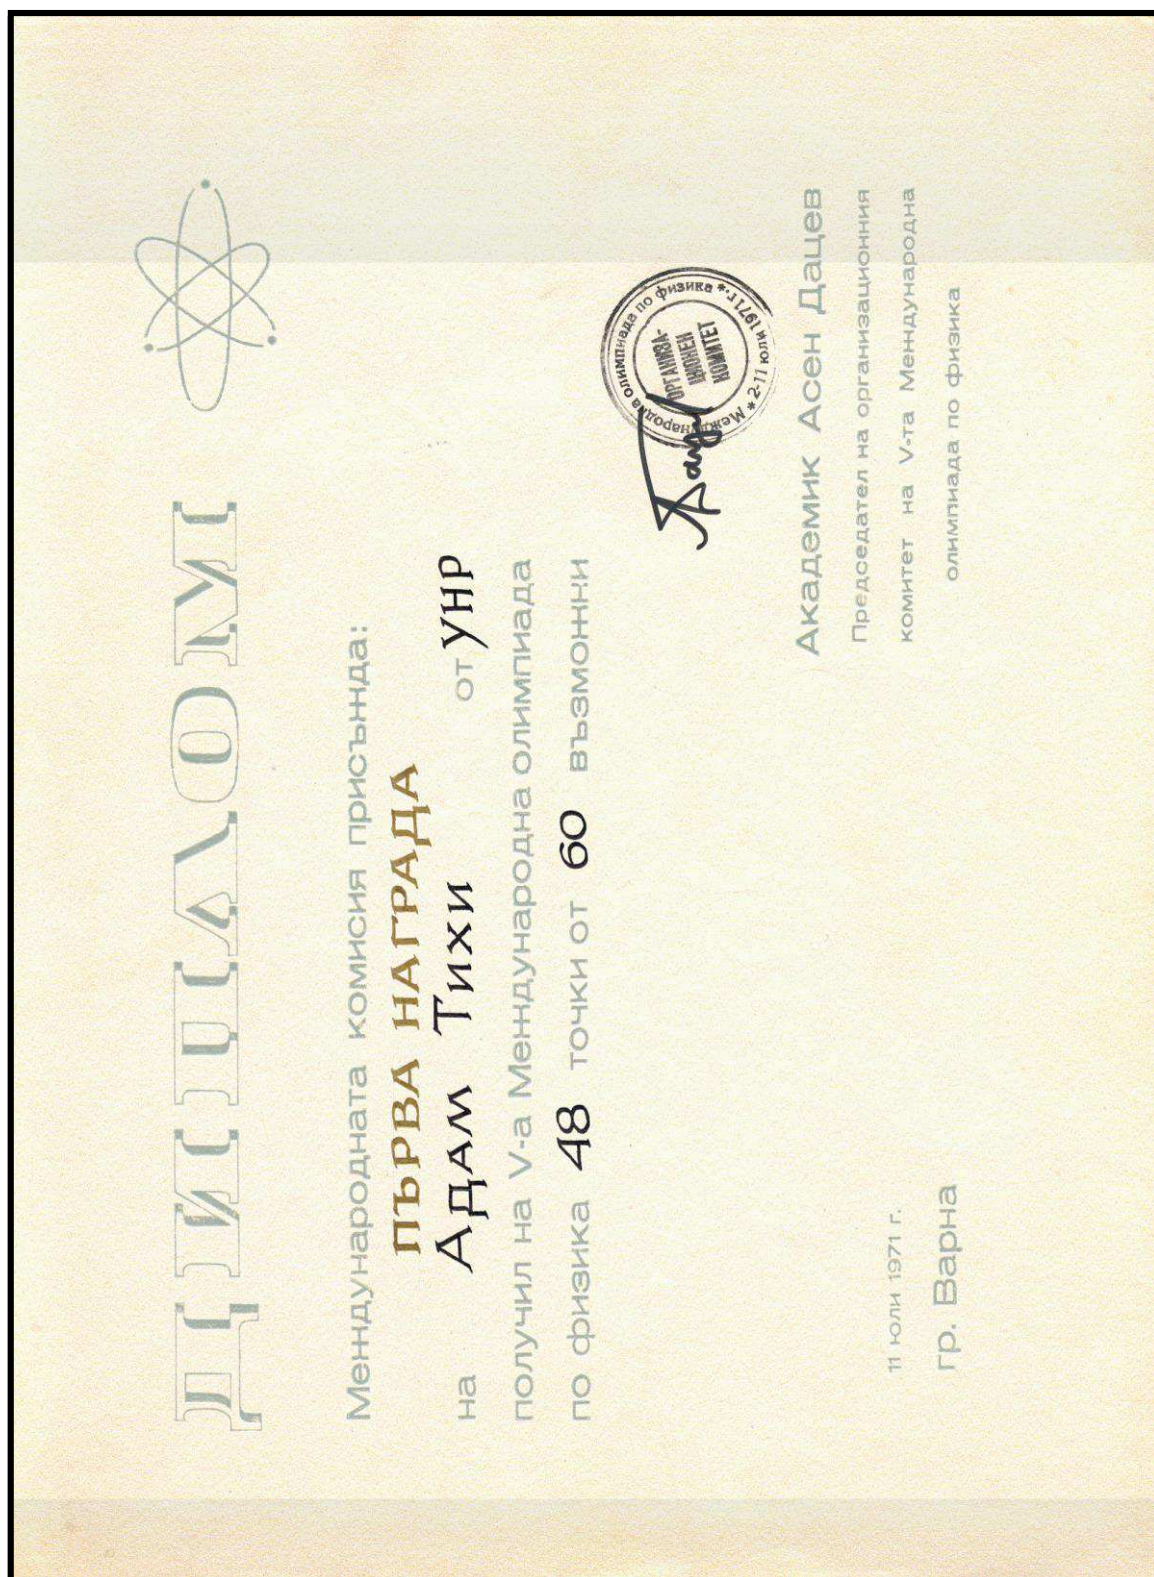 ДИПЛОМ
Международната комисия присъжда:
ПЪРВА НАГРАДА
на Адам Тихи от УНР
получил на V-а Международна олимпиада
по физика 48 точки от 60 възможни
Международна олимпиада по физика * 2-11 юли 1971 г. *
ОРГАНИЗА-
ЦИОНЕН
КОМИТЕТ
Академик Асен Дацев
Председател на организационния
комитет на V-та Международна
олимпиада по физика
11 юли 1971 г.
гр. Варна